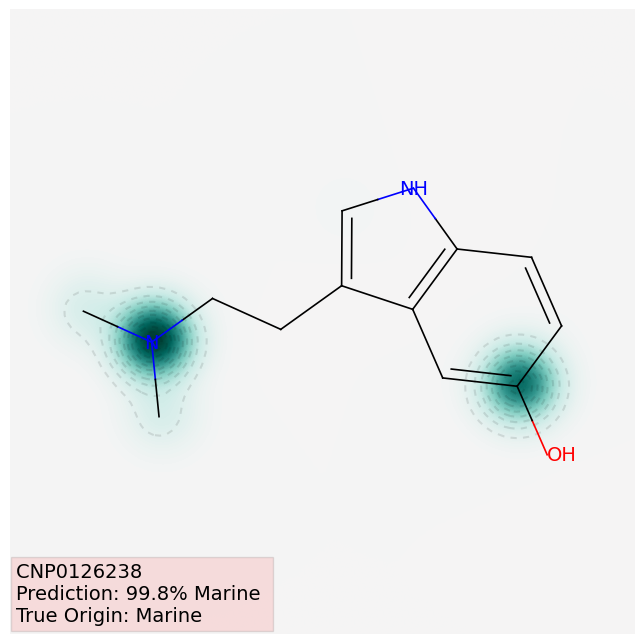 NH
N
OH
CNP0126238
Prediction: 99.8% Marine
True Origin: Marine